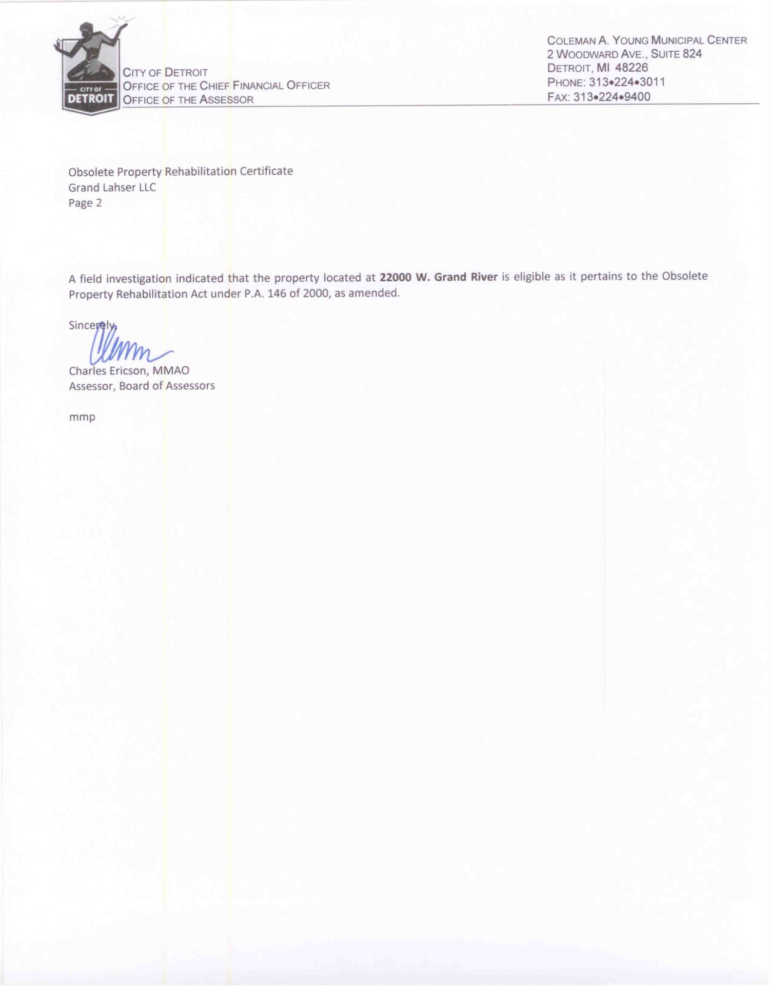 CITY OF
DETROIT
CITY OF DETROIT
OFFICE OF THE CHIEF FINANCIAL OFFICER
OFFICE OF THE ASSESSOR
COLEMAN A. YOUNG MUNICIPAL CENTER
2 WOODWARD AVE., SUITE 824
DETROIT, MI 48226
PHONE: 313•224•3011
FAX: 313•224•9400
Obsolete Property Rehabilitation Certificate
Grand Lahser LLC
Page 2
A field investigation indicated that the property located at 22000 W. Grand River is eligible as it pertains to the Obsolete
Property Rehabilitation Act under P.A. 146 of 2000, as amended.
Sincerely,
Charles Ericson, MMAO
Assessor, Board of Assessors
mmp